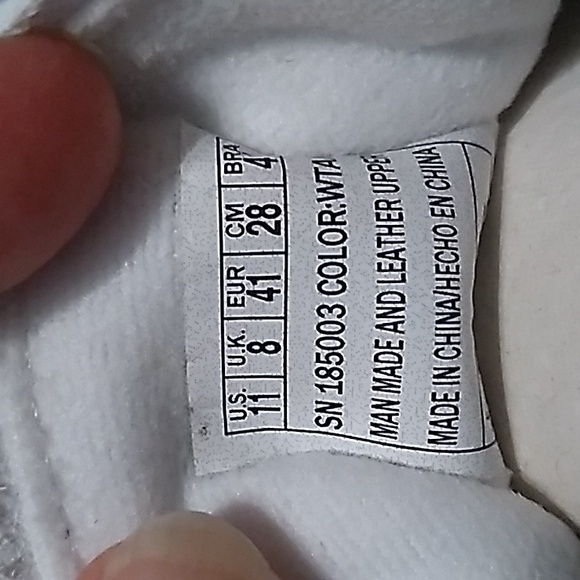 U.S. U.K. EUR CM BRA
11 8 41 28 4
SN 185003 COLOR:WTA
MAN MADE AND LEATHER UPPE
MADE IN CHINA/HECHO EN CHINA